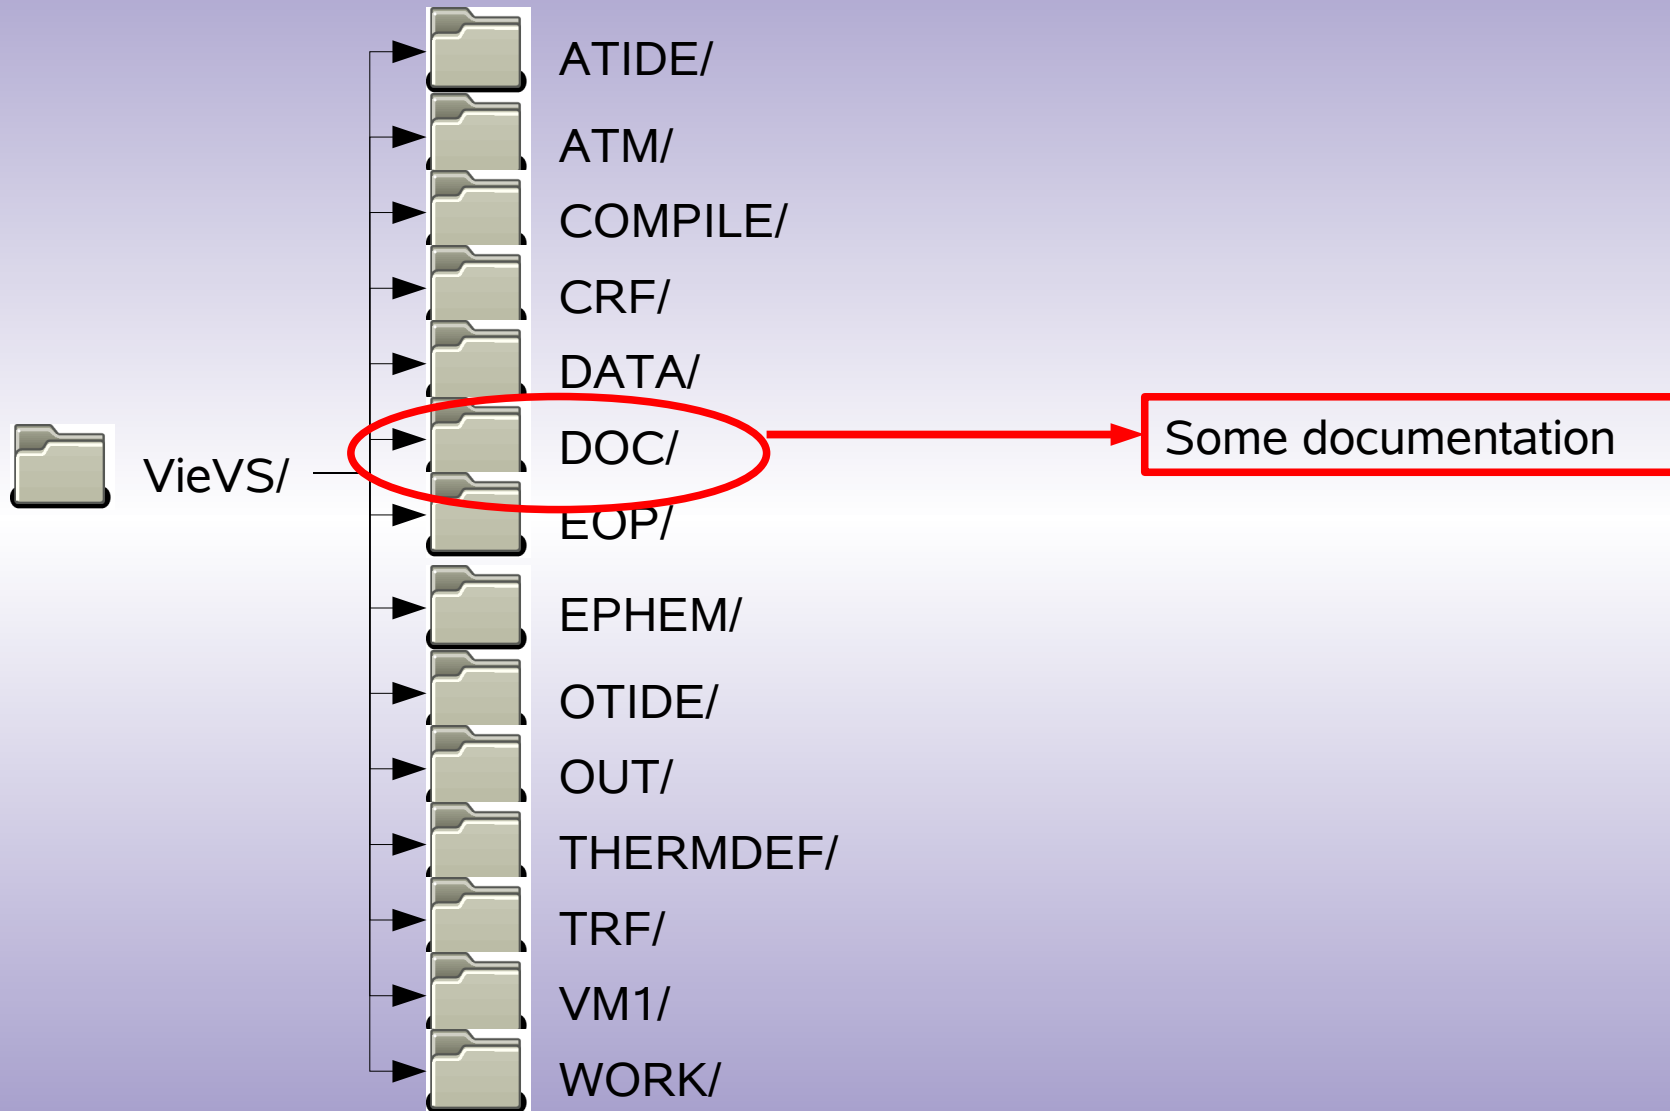 ATIDE/
ATM/
COMPILE/
CRF/
DATA/
DOC/
Some documentation
VieVS/
EOP/
EPHEM/
OTIDE/
OUT/
THERMDEF/
TRF/
VM1/
WORK/